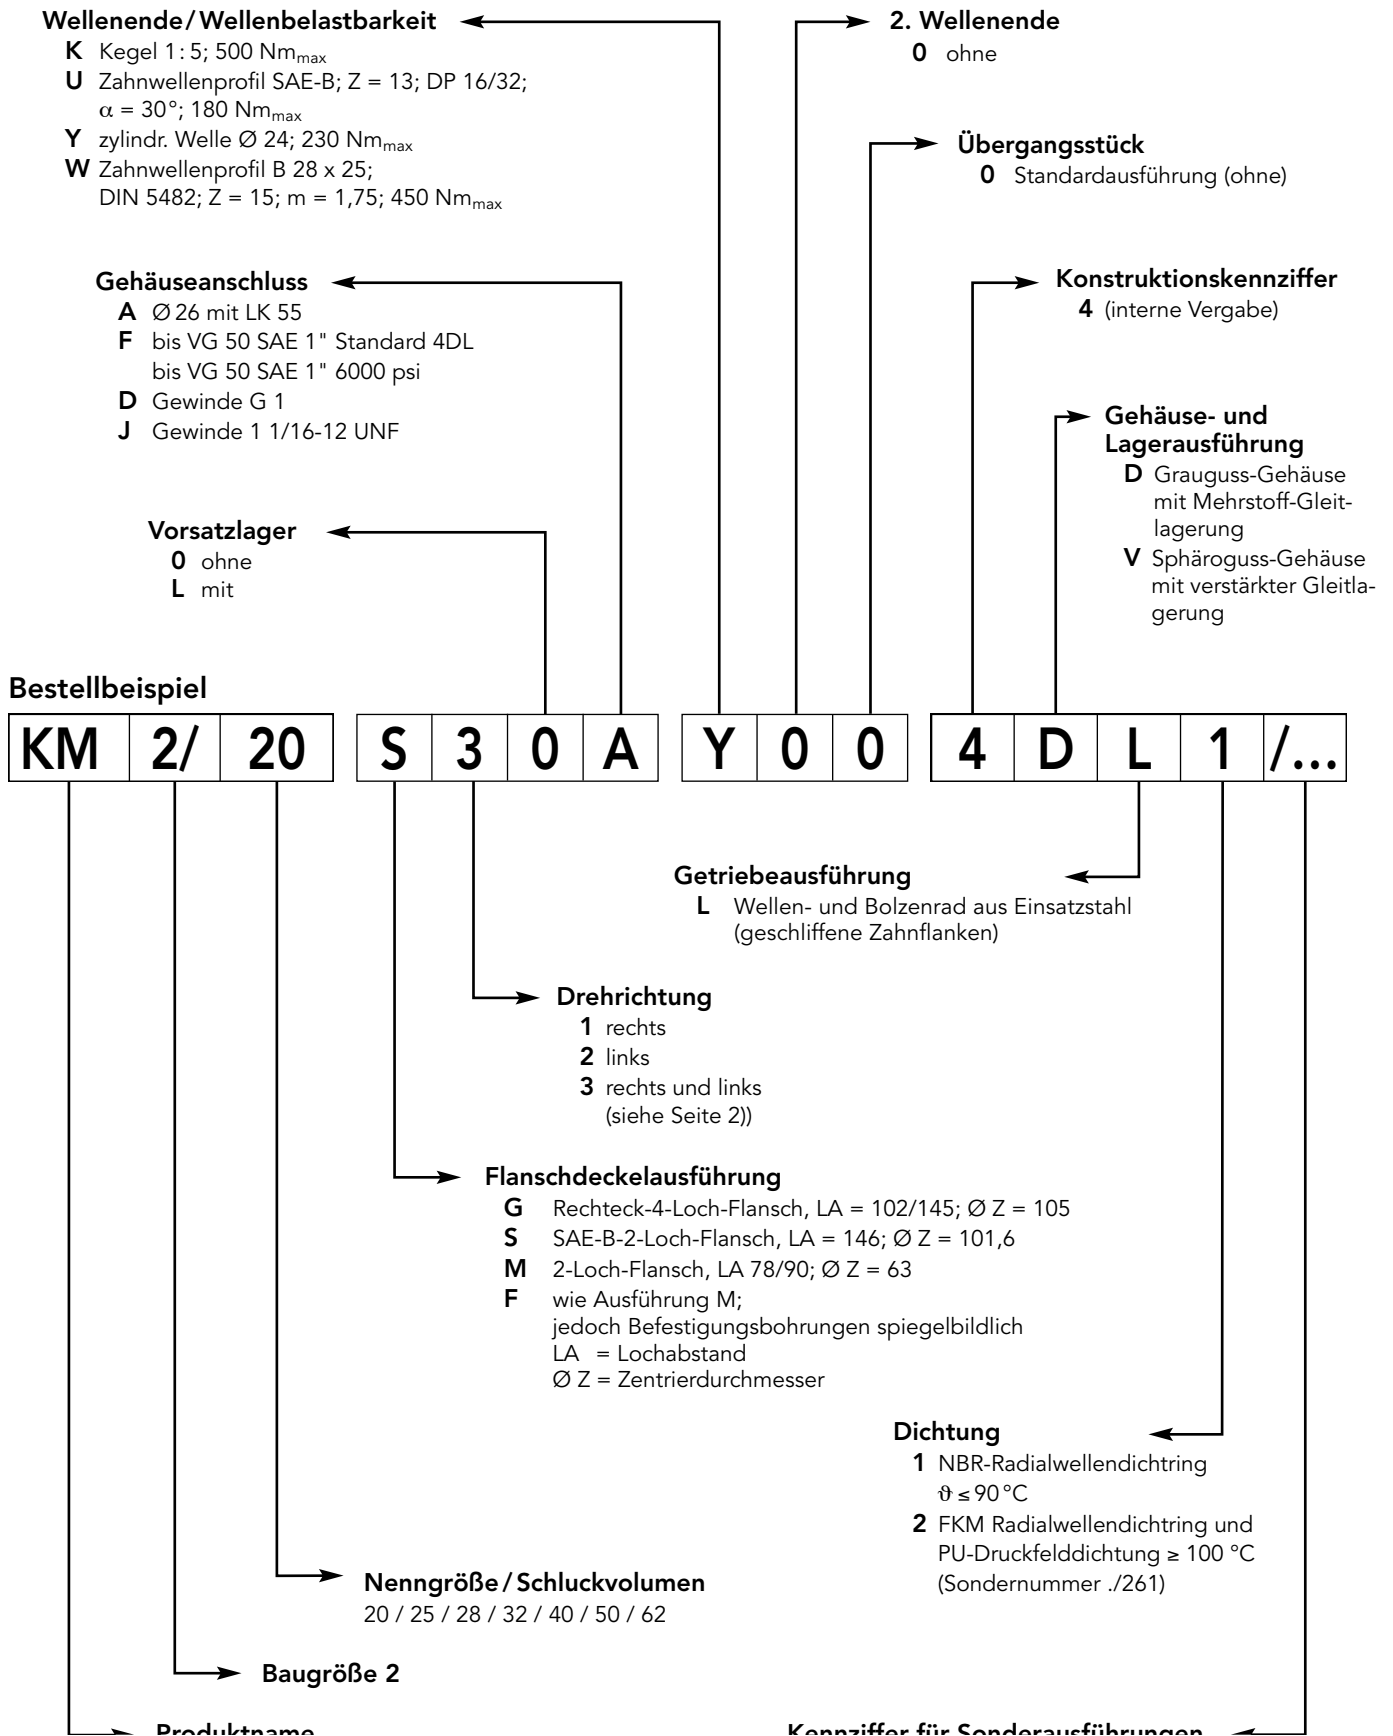 Wellenende/Wellenbelastbarkeit
K Kegel 1:5; 500 Nmmax
U Zahnwellenprofil SAE-B; Z = 13; DP 16/32;
α = 30°; 180 Nmmax
Y zylindr. Welle Ø 24; 230 Nmmax
W Zahnwellenprofil B 28 x 25;
DIN 5482; Z = 15; m = 1,75; 450 Nmmax
2. Wellenende
0 ohne
Übergangsstück
0 Standardausführung (ohne)
Gehäuseanschluss
A Ø 26 mit LK 55
F bis VG 50 SAE 1" Standard 4DL
bis VG 50 SAE 1" 6000 psi
D Gewinde G 1
J Gewinde 1 1/16-12 UNF
Konstruktionskennziffer
4 (interne Vergabe)
Gehäuse- und
Lagerausführung
D Grauguss-Gehäuse
mit Mehrstoff-Gleit-
lagerung
V Sphäroguss-Gehäuse
mit verstärkter Gleitla-
gerung
Vorsatzlager
0 ohne
L mit
Bestellbeispiel
KM 2/ 20 S 3 0 A Y 0 0 4 D L 1 /...
Getriebeausführung
L Wellen- und Bolzenrad aus Einsatzstahl
(geschliffene Zahnflanken)
Drehrichtung
1 rechts
2 links
3 rechts und links
(siehe Seite 2))
Flanschdeckelausführung
G Rechteck-4-Loch-Flansch, LA = 102/145; Ø Z = 105
S SAE-B-2-Loch-Flansch, LA = 146; Ø Z = 101,6
M 2-Loch-Flansch, LA 78/90; Ø Z = 63
F wie Ausführung M;
jedoch Befestigungsbohrungen spiegelbildlich
LA = Lochabstand
Ø Z = Zentrierdurchmesser
Dichtung
1 NBR-Radialwellendichtring
ϑ ≤ 90 °C
2 FKM Radialwellendichtring und
PU-Druckfelddichtung ≥ 100 °C
(Sondernummer ./261)
Nenngröße/Schluckvolumen
20 / 25 / 28 / 32 / 40 / 50 / 62
Baugröße 2
Produktname
Kennziffer für Sonderausführungen